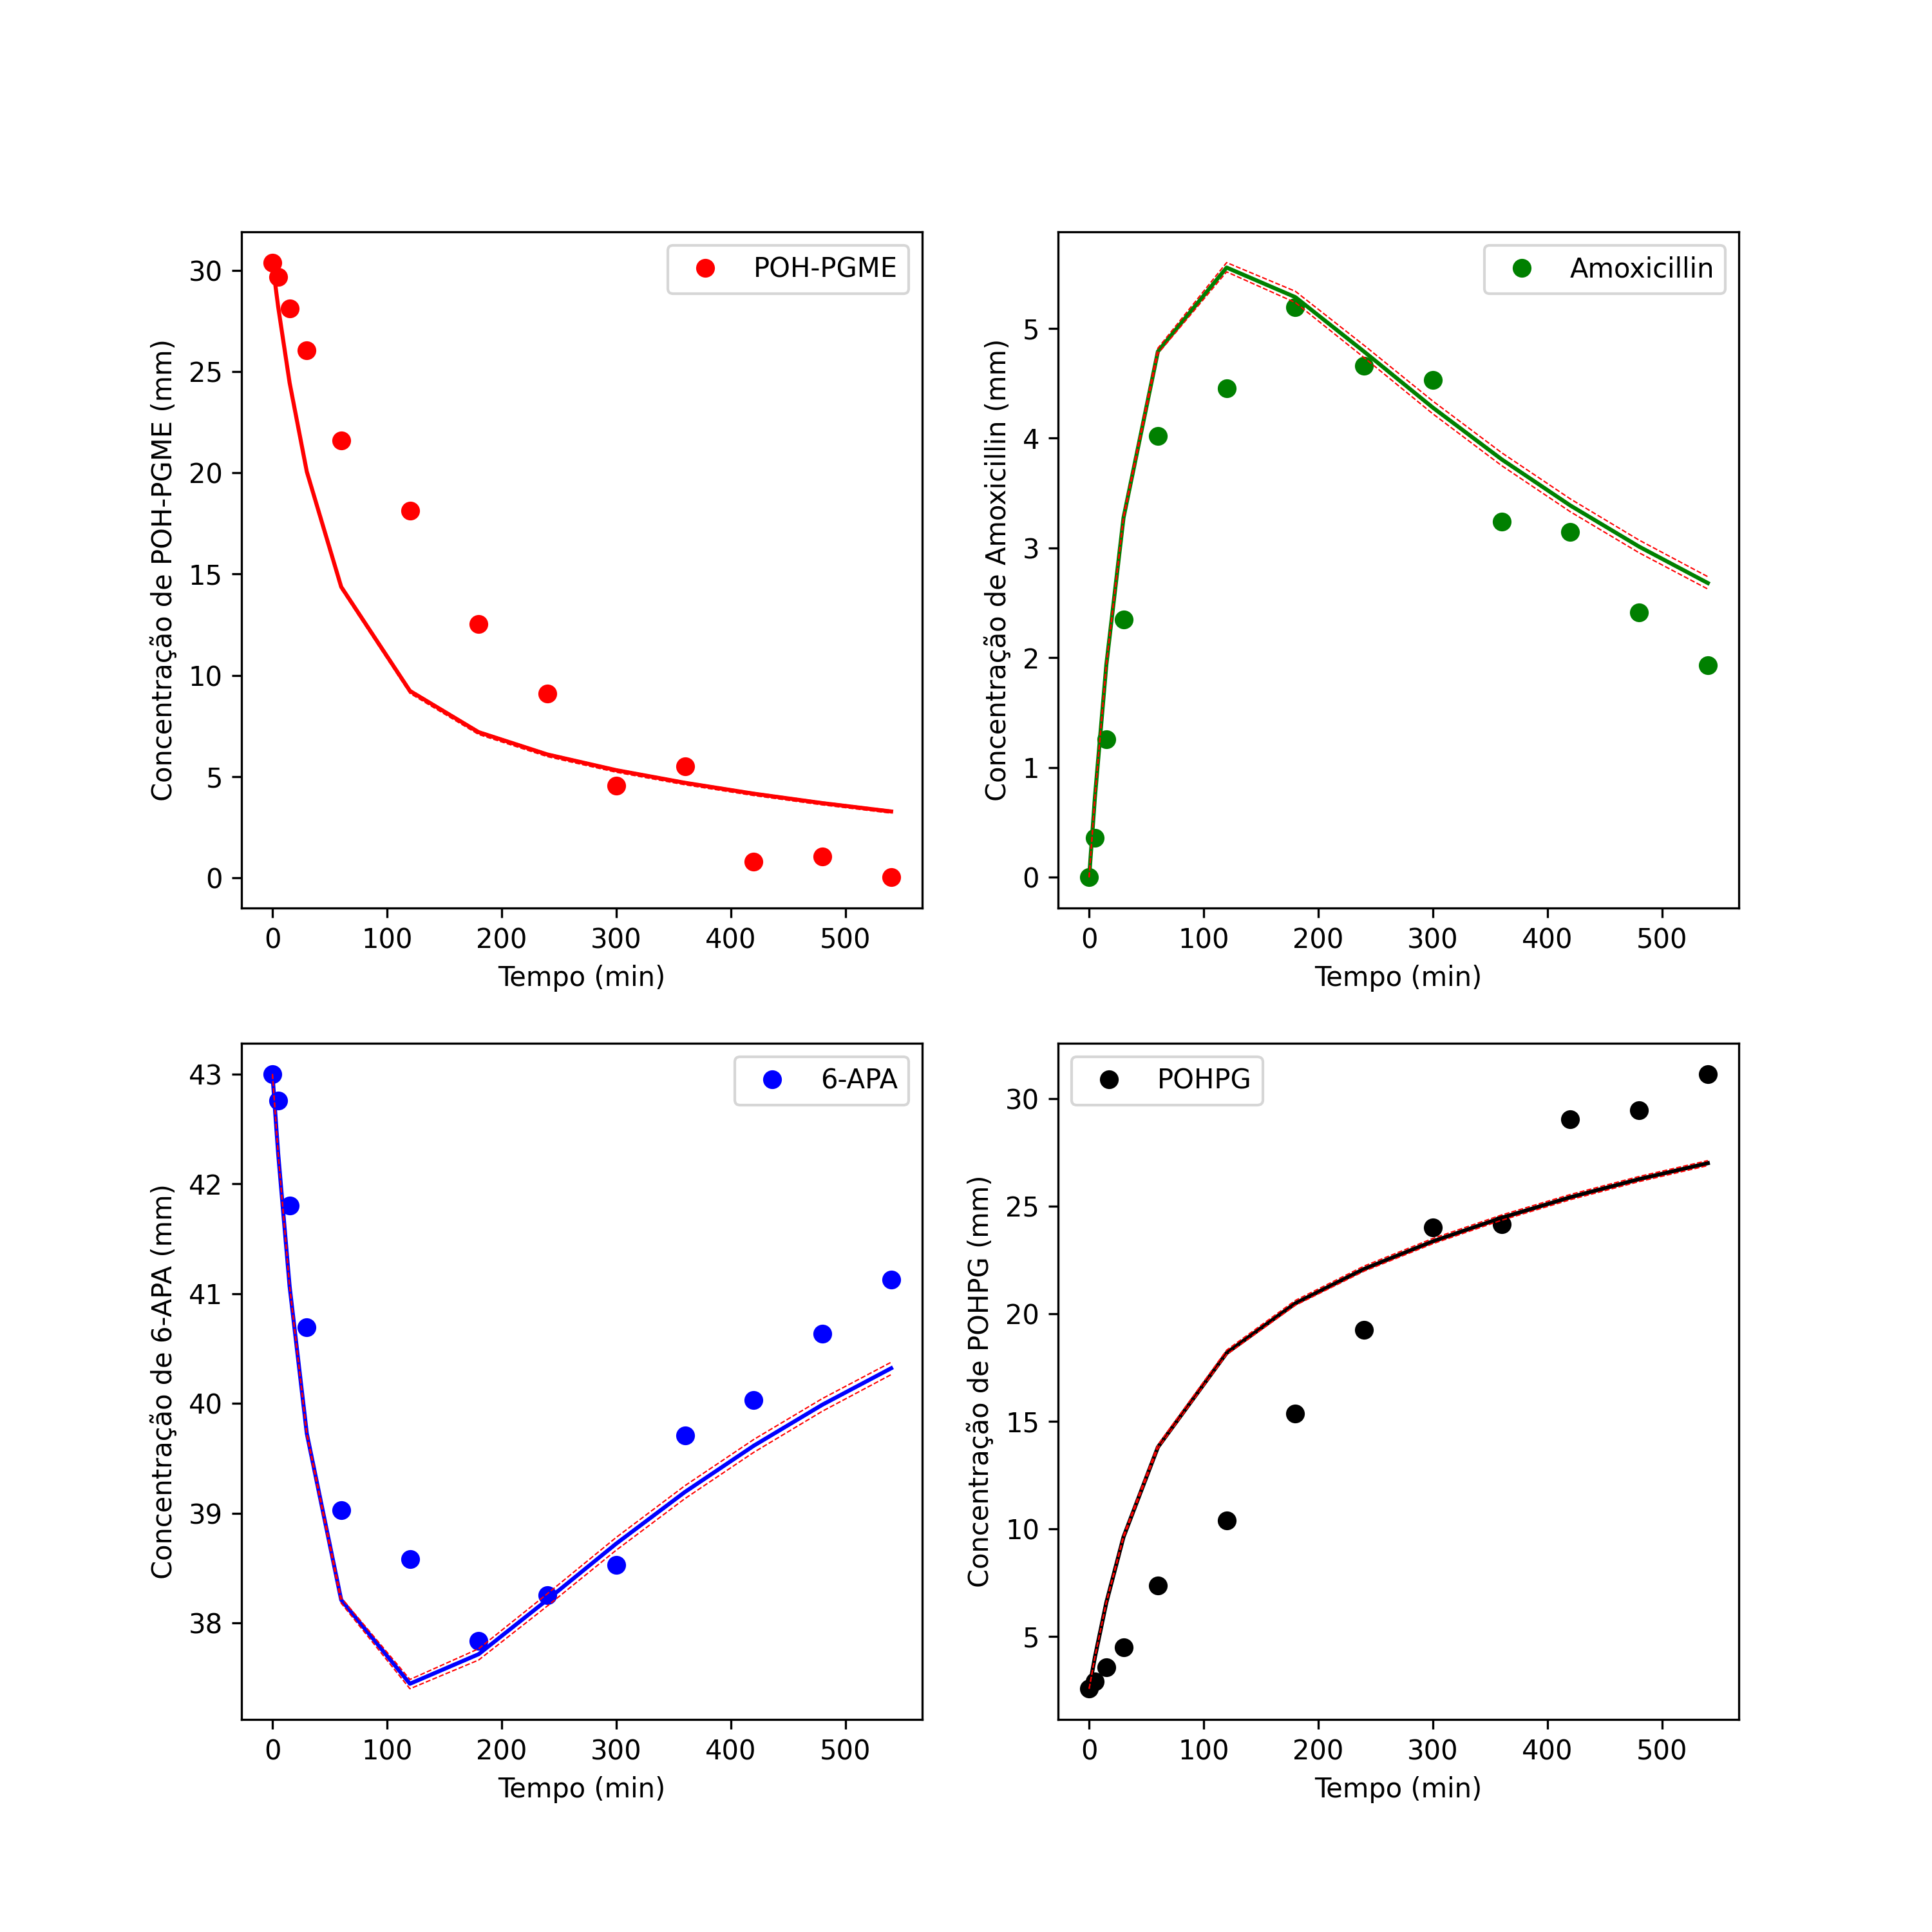 POH-PGME
Concentração de POH-PGME (mm)
30
25
20
15
10
5
0
0 100 200 300 400 500
Tempo (min)
Amoxicillin
Concentração de Amoxicillin (mm)
5
4
3
2
1
0
0 100 200 300 400 500
Tempo (min)
6-APA
Concentração de 6-APA (mm)
43
42
41
40
39
38
0 100 200 300 400 500
Tempo (min)
POHPG
Concentração de POHPG (mm)
30
25
20
15
10
5
0 100 200 300 400 500
Tempo (min)